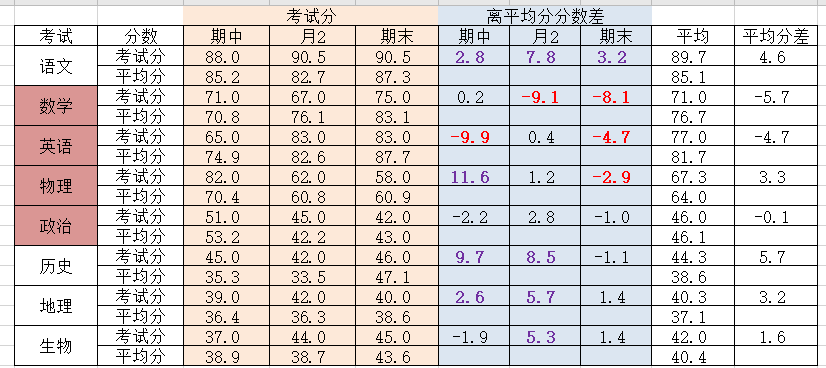 考试分 离平均分分数差
考试 分数 期中 月2 期末 期中 月2 期末 平均 平均分差
语文 考试分 88.0 90.5 90.5 2.8 7.8 3.2 89.7 4.6
平均分 85.2 82.7 87.3 85.1
数学 考试分 71.0 67.0 75.0 0.2 -9.1 -8.1 71.0 -5.7
平均分 70.8 76.1 83.1 76.7
英语 考试分 65.0 83.0 83.0 -9.9 0.4 -4.7 77.0 -4.7
平均分 74.9 82.6 87.7 81.7
物理 考试分 82.0 62.0 58.0 11.6 1.2 -2.9 67.3 3.3
平均分 70.4 60.8 60.9 64.0
政治 考试分 51.0 45.0 42.0 -2.2 2.8 -1.0 46.0 -0.1
平均分 53.2 42.2 43.0 46.1
历史 考试分 45.0 42.0 46.0 9.7 8.5 -1.1 44.3 5.7
平均分 35.3 33.5 47.1 38.6
地理 考试分 39.0 42.0 40.0 2.6 5.7 1.4 40.3 3.2
平均分 36.4 36.3 38.6 37.1
生物 考试分 37.0 44.0 45.0 -1.9 5.3 1.4 42.0 1.6
平均分 38.9 38.7 43.6 40.4